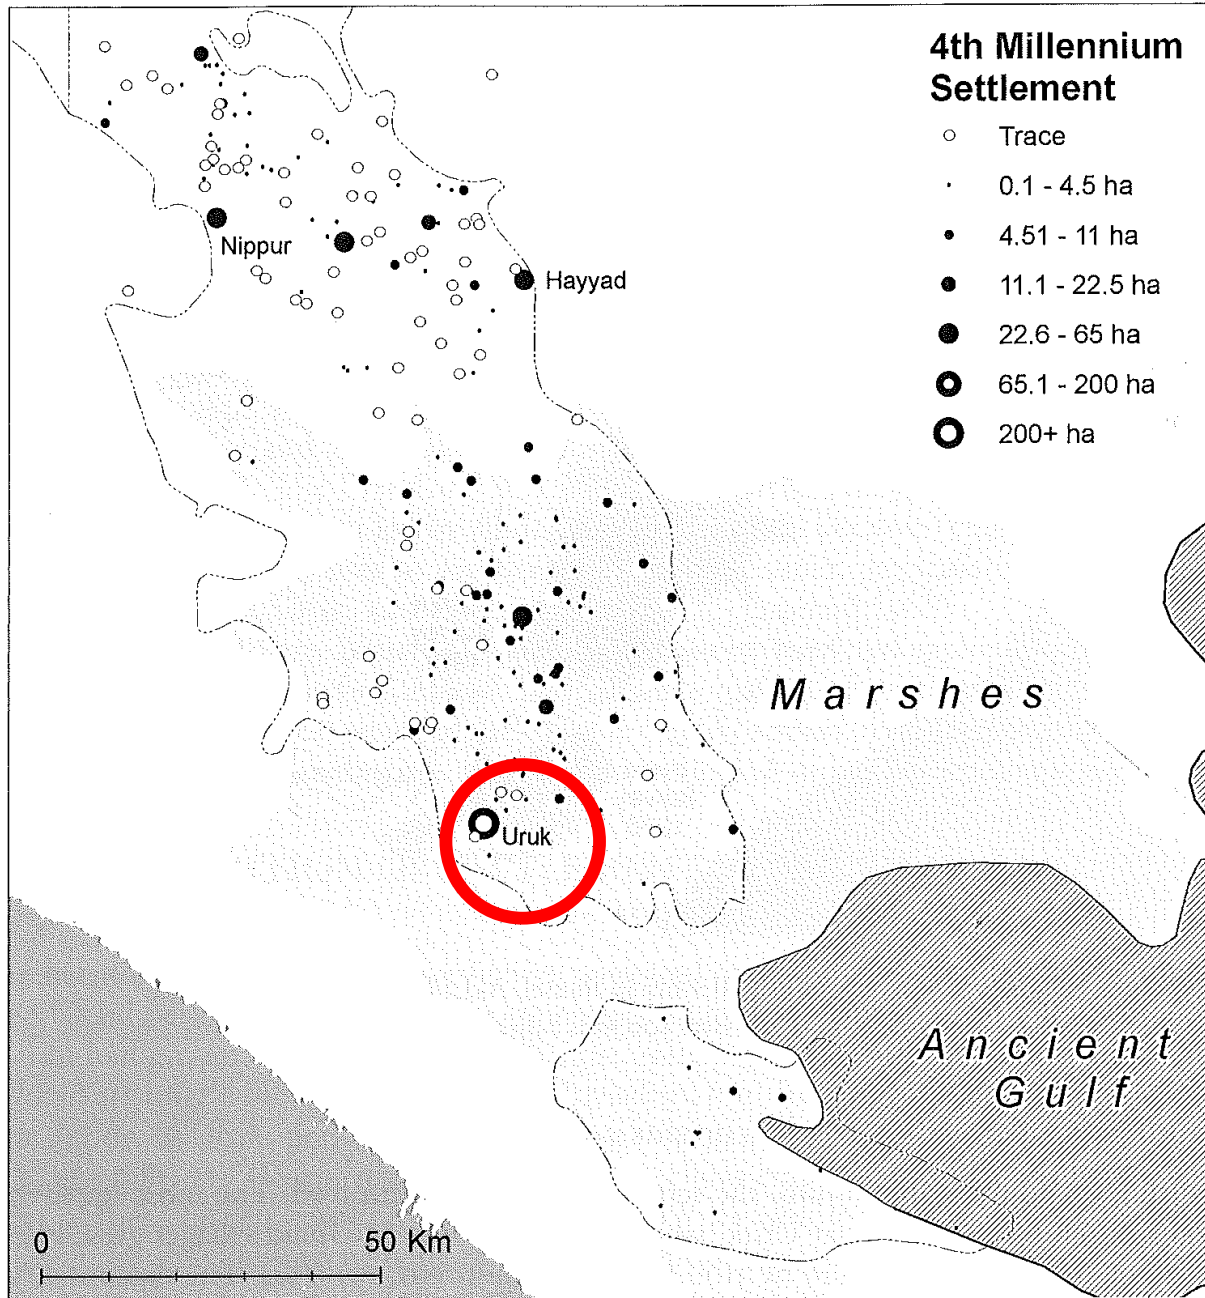 4th Millennium
Settlement
Trace
0.1 - 4.5 ha
4.51 - 11 ha
11.1 - 22.5 ha
22.6 - 65 ha
65.1 - 200 ha
200+ ha
Nippur
Hayyad
Marshes
Uruk
Ancient
Gulf
0
50 Km